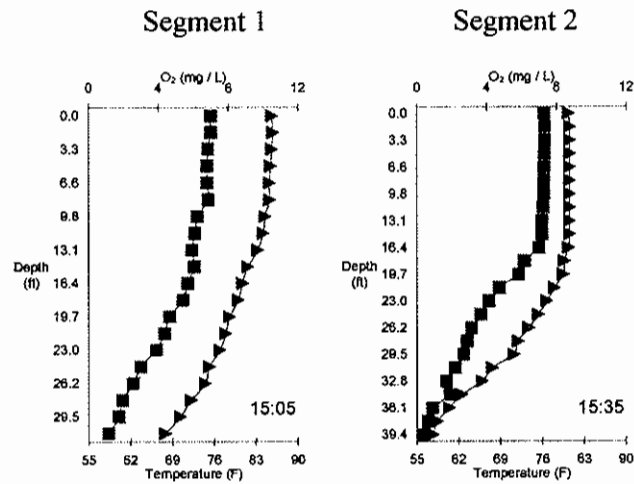 Segment 1
O₂ (mg / L)
0 4 6 12
0.0
3.3
6.6
9.8
13.1
Depth
(ft)
16.4
19.7
23.0
26.2
29.5
15:05
55 62 69 76 83 90
Temperature (F)
Segment 2
O₂ (mg / L)
0 4 8 12
0.0
3.3
6.6
9.8
13.1
16.4
Depth
(ft)
19.7
23.0
26.2
29.5
32.8
36.1
39.4
15:35
55 62 69 76 83 90
Temperature (F)